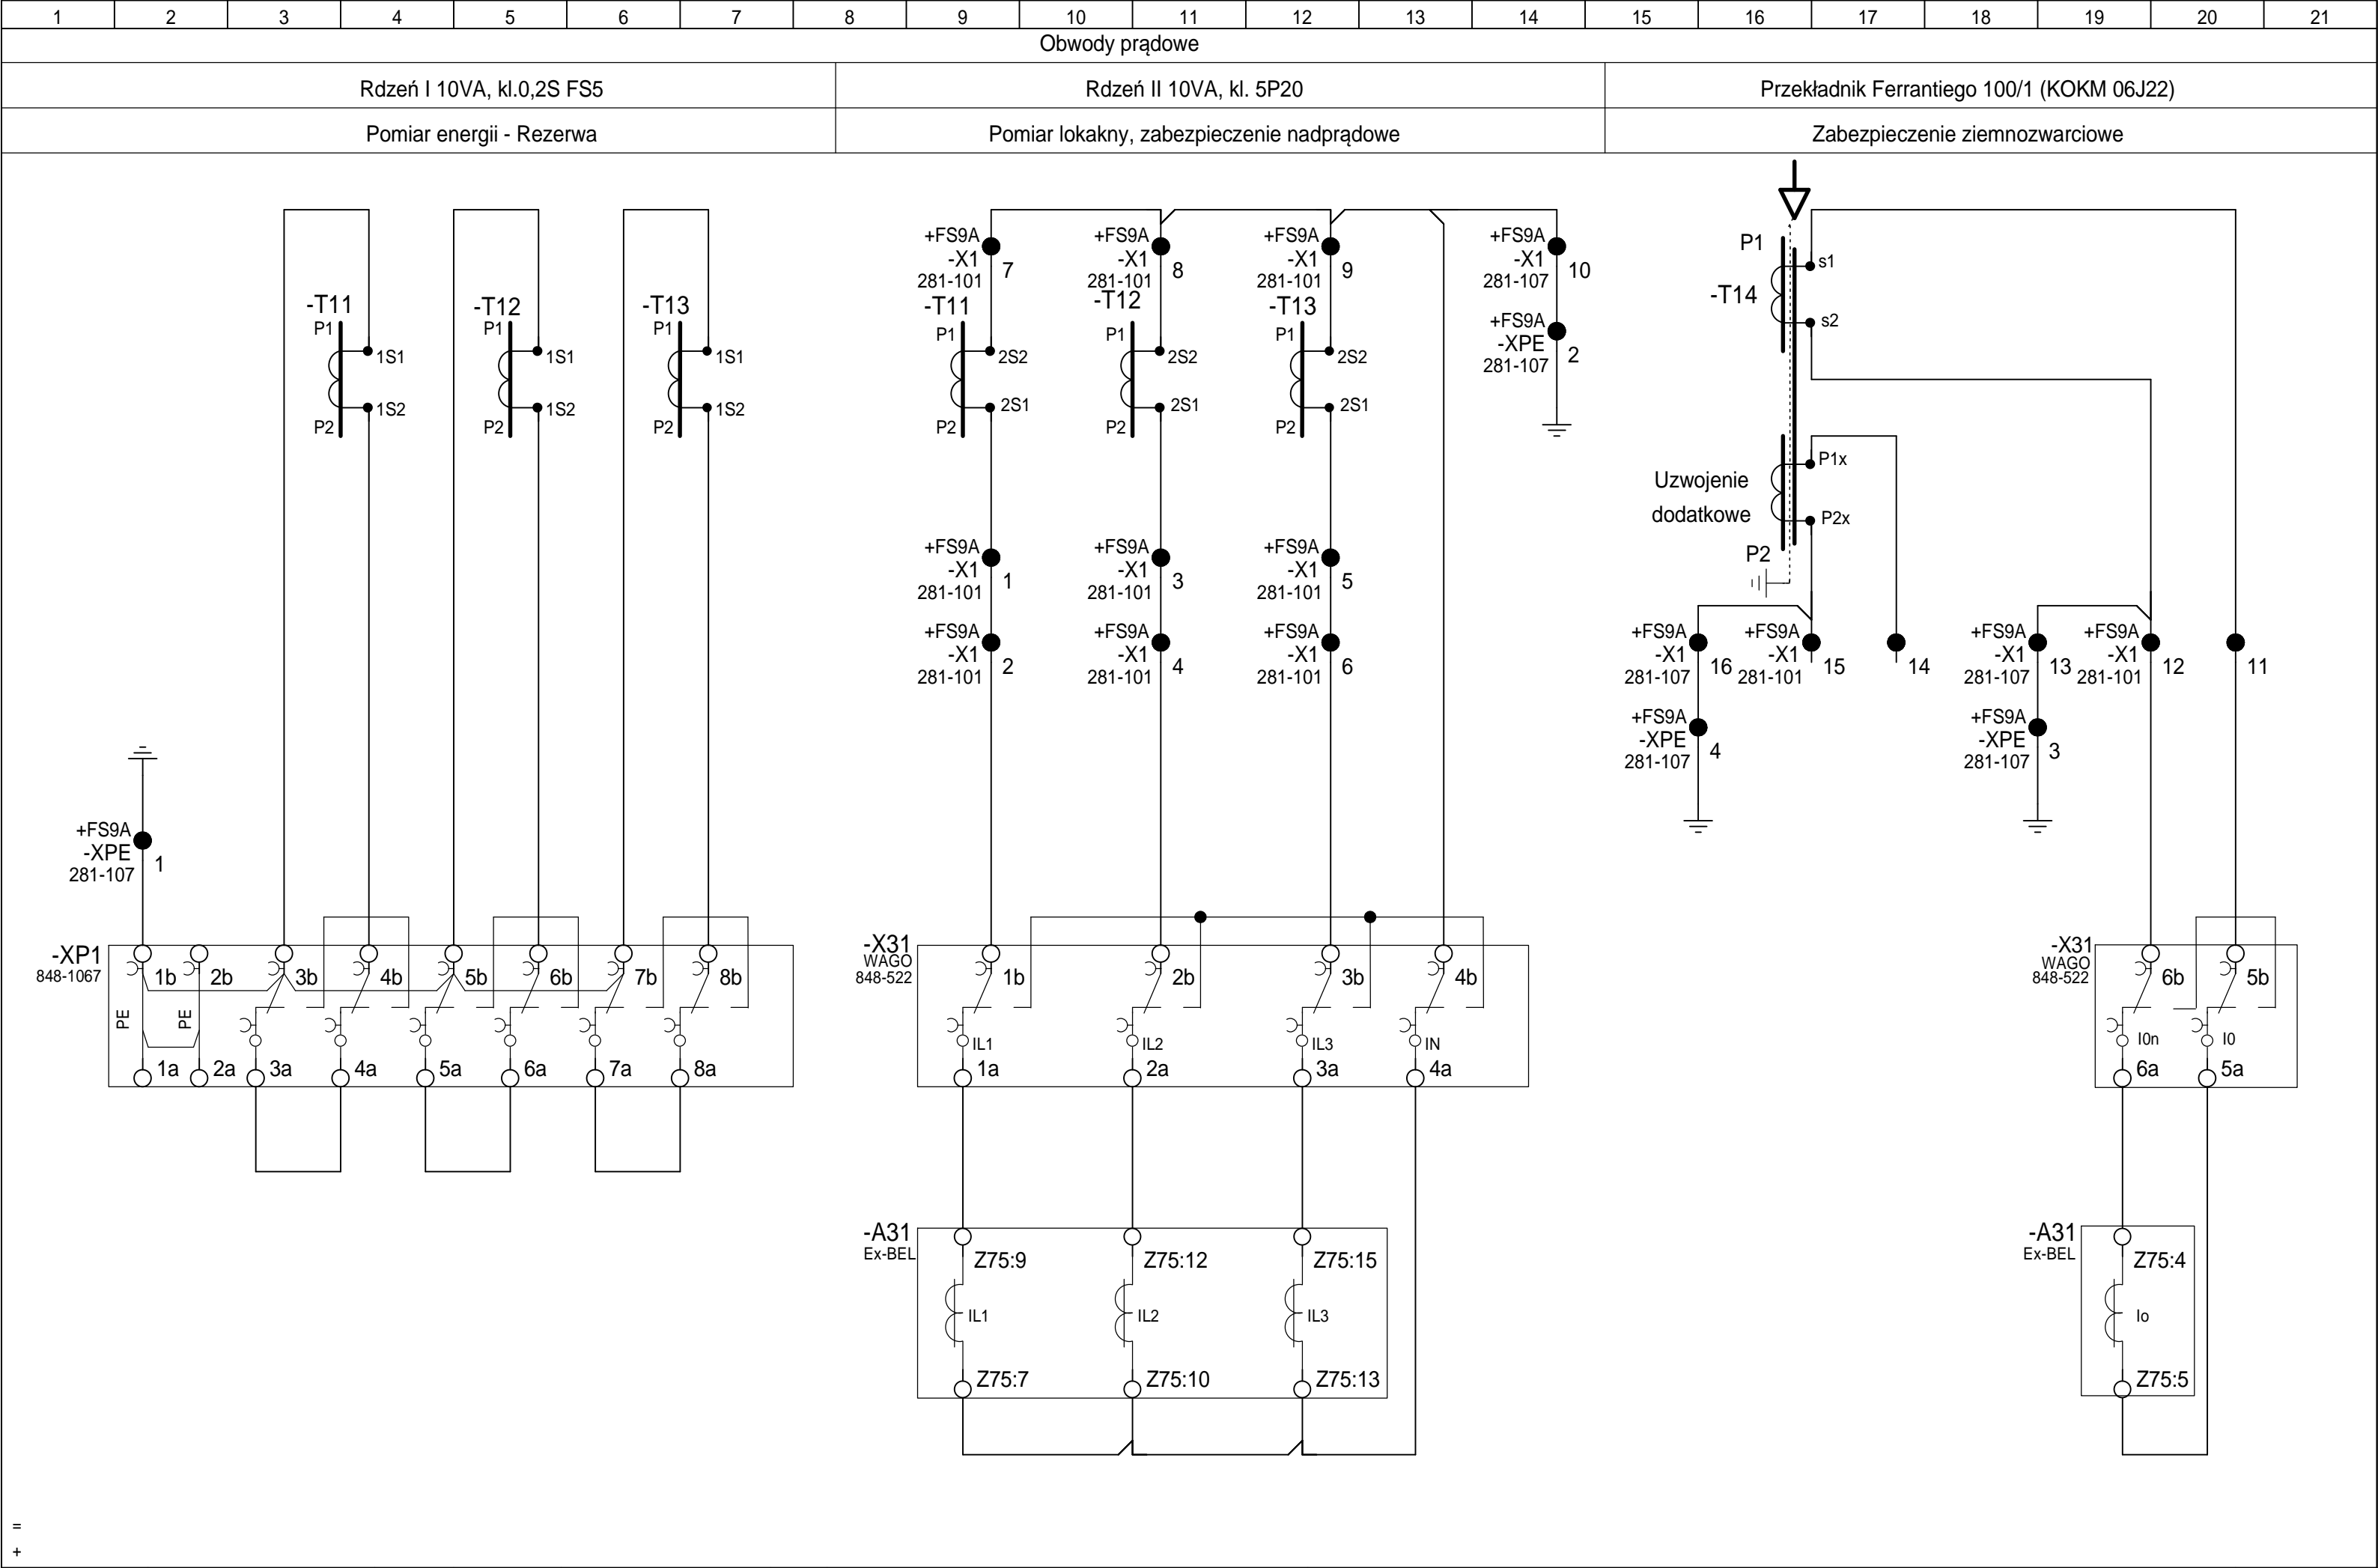 1 2 3 4 5 6 7 8 9 10 11 12 13 14 15 16 17 18 19 20 21
Obwody prądowe
Rdzeń I 10VA, kl.0,2S FS5
Rdzeń II 10VA, kl. 5P20
Przekładnik Ferrantiego 100/1 (KOKM 06J22)
Pomiar energii - Rezerwa
Pomiar lokakny, zabezpieczenie nadprądowe
Zabezpieczenie ziemnozwarciowe
-T11
P1
1S1
1S2
P2
-T12
P1
1S1
1S2
P2
-T13
P1
1S1
1S2
P2
+FS9A
-XPE
281-107
1
-XP1
848-1067
1b 2b 3b 4b 5b 6b 7b 8b
PE PE
1a 2a 3a 4a 5a 6a 7a 8a
+FS9A
-X1
281-101
7
-T11
P1
2S2
2S1
P2
+FS9A
-X1
281-101
1
+FS9A
-X1
281-101
2
+FS9A
-X1
281-101
8
-T12
P1
2S2
2S1
P2
+FS9A
-X1
281-101
3
+FS9A
-X1
281-101
4
+FS9A
-X1
281-101
9
-T13
P1
2S2
2S1
P2
+FS9A
-X1
281-101
5
+FS9A
-X1
281-101
6
+FS9A
-X1
281-107
10
+FS9A
-XPE
281-107
2
-X31
WAGO
848-522
1b 2b 3b 4b
IL1 IL2 IL3 IN
1a 2a 3a 4a
-A31
Ex-BEL
Z75:9 Z75:12 Z75:15
IL1 IL2 IL3
Z75:7 Z75:10 Z75:13
P1
s1
-T14
s2
Uzwojenie
dodatkowe
P1x
P2x
P2
+FS9A
-X1
281-107
16
+FS9A
-X1
281-101
15
14
+FS9A
-XPE
281-107
4
+FS9A
-X1
281-107
13
+FS9A
-X1
281-101
12
11
+FS9A
-XPE
281-107
3
-X31
WAGO
848-522
6b 5b
I0n I0
6a 5a
-A31
Ex-BEL
Z75:4
Io
Z75:5
=
+